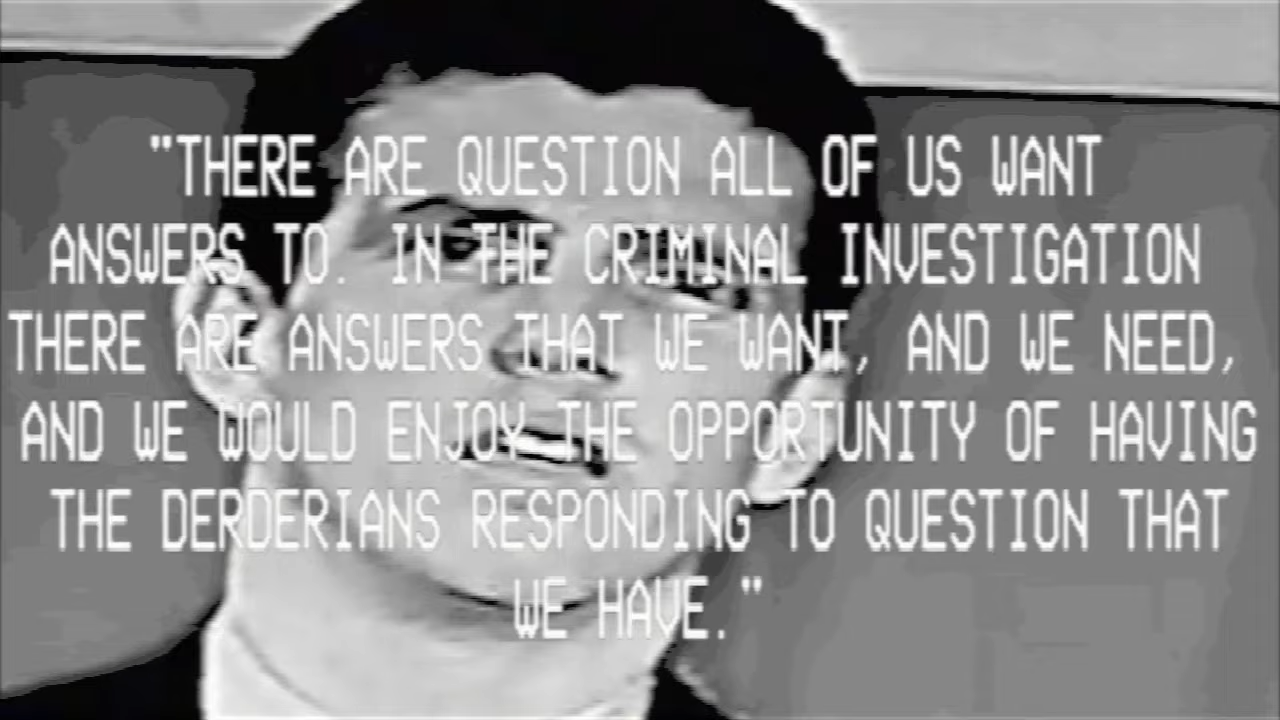 "THERE ARE QUESTION ALL OF US WANT
ANSWERS TO. IN THE CRIMINAL INVESTIGATION
THERE ARE ANSWERS THAT WE WANT, AND WE NEED,
AND WE WOULD ENJOY THE OPPORTUNITY OF HAVING
THE DERDERIANS RESPONDING TO QUESTION THAT
WE HAVE."